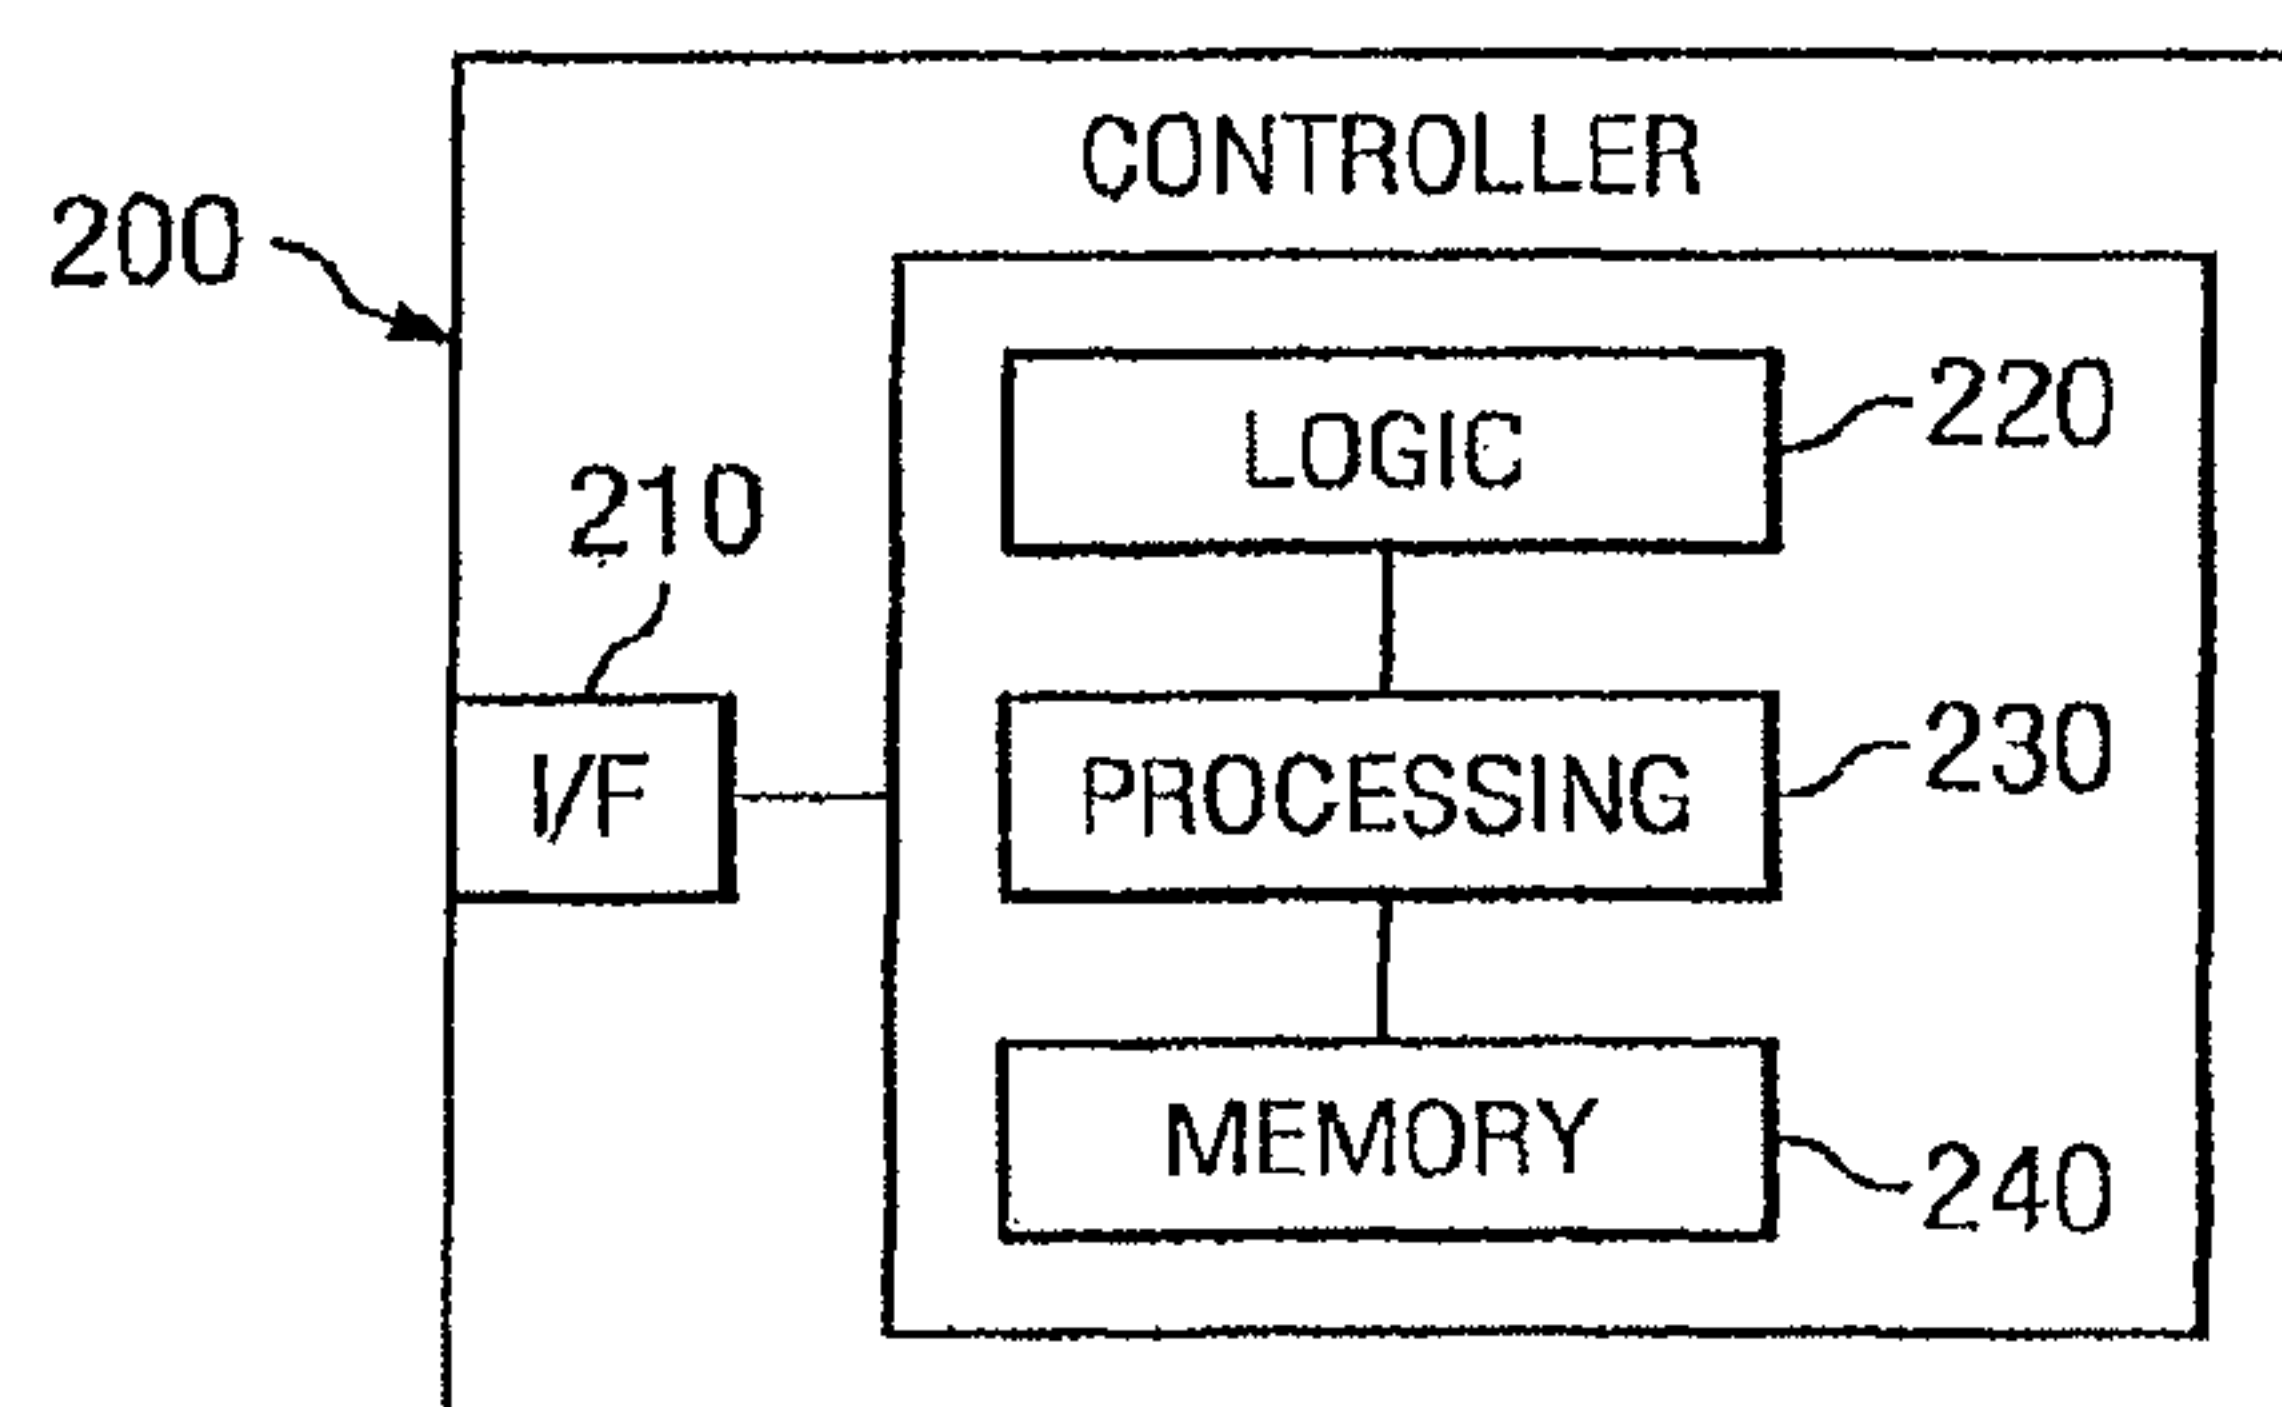 CONTROLLER
200
LOGIC
220
210
I/F
PROCESSING
230
MEMORY
240